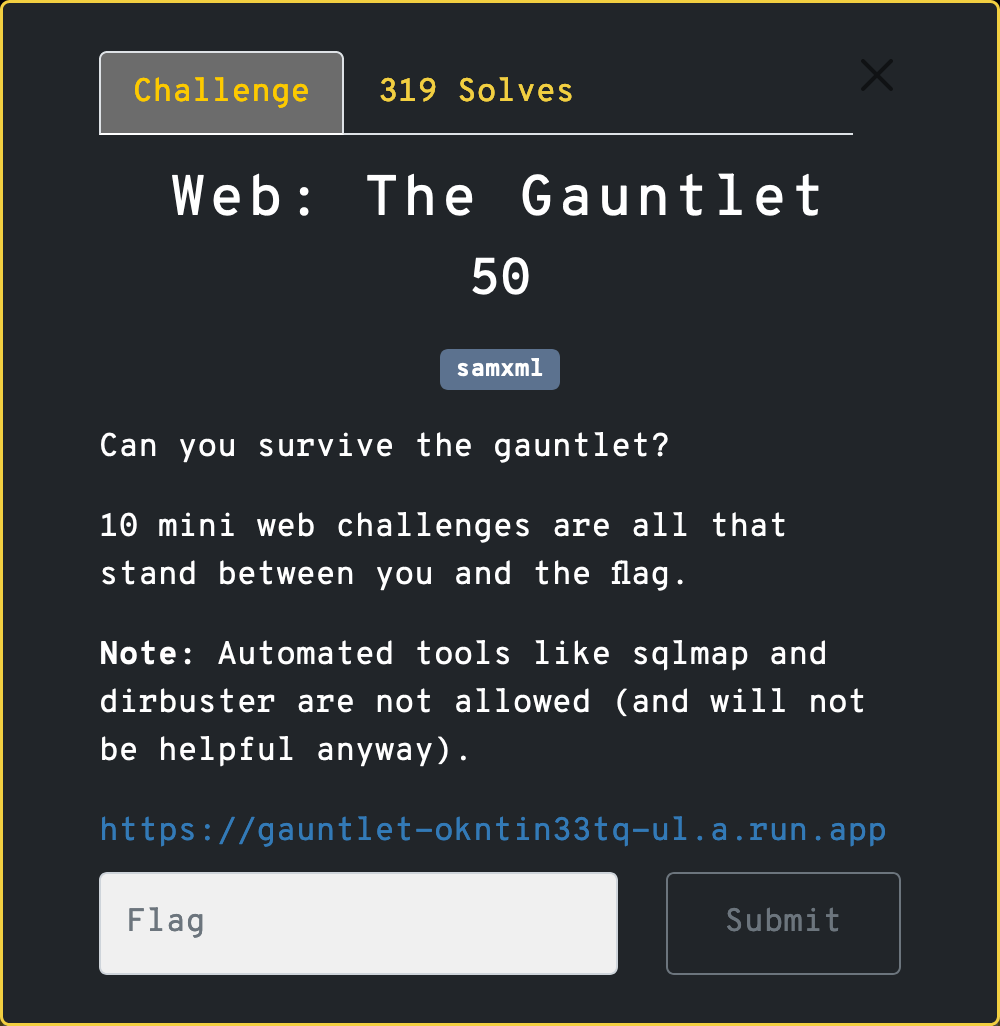 Challenge
319 Solves
Web: The Gauntlet
50
samxml
Can you survive the gauntlet?
10 mini web challenges are all that
stand between you and the flag.
Note: Automated tools like sqlmap and
dirbuster are not allowed (and will not
be helpful anyway).
https://gauntlet-okntin33tq-ul.a.run.app
Flag
Submit